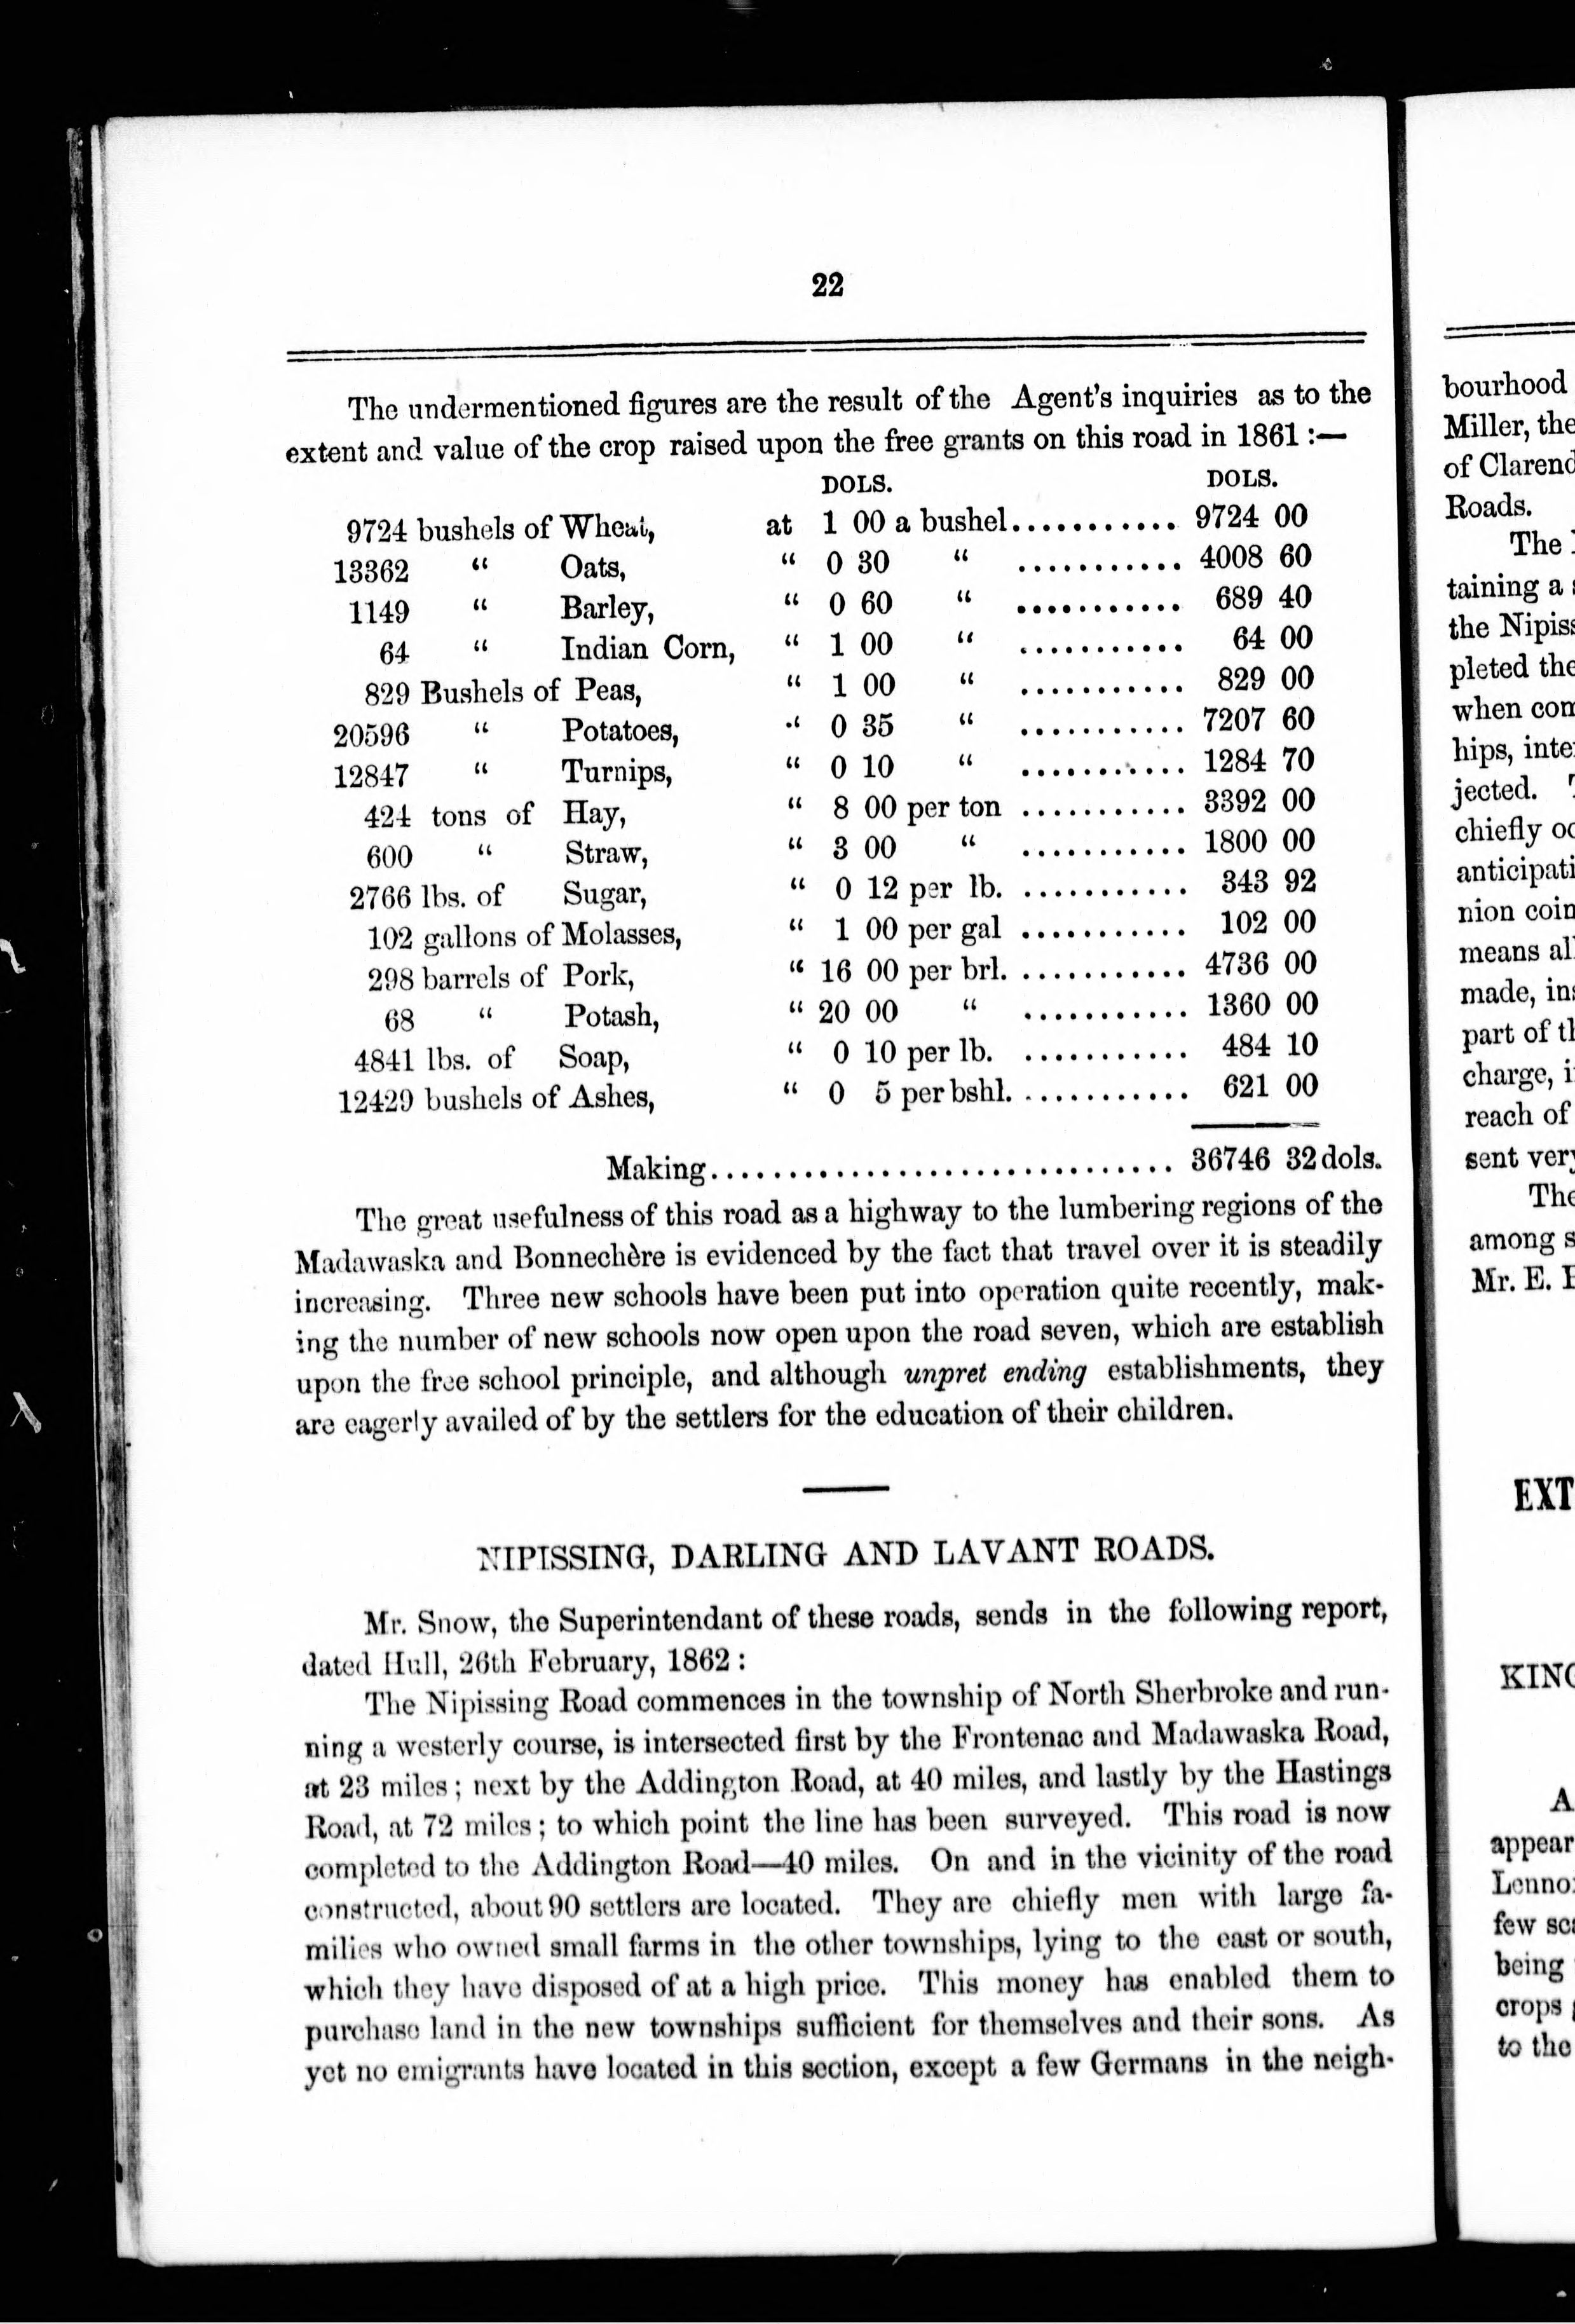 22
The undermentioned figures are the result of the Agent's inquiries as to the
extent and value of the crop raised upon the free grants on this road in 1861 :—
DOLS. DOLS.
9724 bushels of Wheat, at 1 00 a bushel........... 9724 00
13362 “ Oats, “ 0 30 “ ........... 4008 60
1149 “ Barley, “ 0 60 “ ........... 689 40
64 “ Indian Corn, “ 1 00 “ ........... 64 00
829 Bushels of Peas, “ 1 00 “ ........... 829 00
20596 “ Potatoes, “ 0 35 “ ........... 7207 60
12847 “ Turnips, “ 0 10 “ ........... 1284 70
424 tons of Hay, “ 8 00 per ton ........... 3392 00
600 “ Straw, “ 3 00 “ ........... 1800 00
2766 lbs. of Sugar, “ 0 12 per lb. ........... 343 92
102 gallons of Molasses, “ 1 00 per gal ........... 102 00
298 barrels of Pork, “ 16 00 per brl. ........... 4736 00
68 “ Potash, “ 20 00 “ ........... 1360 00
4841 lbs. of Soap, “ 0 10 per lb. ........... 484 10
12429 bushels of Ashes, “ 0 5 per bshl. ........... 621 00
Making.............................. 36746 32 dols.
The great usefulness of this road as a highway to the lumbering regions of the
Madawaska and Bonnechère is evidenced by the fact that travel over it is steadily
increasing. Three new schools have been put into operation quite recently, mak-
ing the number of new schools now open upon the road seven, which are establish
upon the free school principle, and although unpret ending establishments, they
are eagerly availed of by the settlers for the education of their children.
NIPISSING, DARLING AND LAVANT ROADS.
Mr. Snow, the Superintendant of these roads, sends in the following report,
dated Hull, 26th February, 1862 :
The Nipissing Road commences in the township of North Sherbroke and run-
ning a westerly course, is intersected first by the Frontenac and Madawaska Road,
at 23 miles ; next by the Addington Road, at 40 miles, and lastly by the Hastings
Road, at 72 miles ; to which point the line has been surveyed. This road is now
completed to the Addington Road—40 miles. On and in the vicinity of the road
constructed, about 90 settlers are located. They are chiefly men with large fa-
milies who owned small farms in the other townships, lying to the east or south,
which they have disposed of at a high price. This money has enabled them to
purchase land in the new townships sufficient for themselves and their sons. As
yet no emigrants have located in this section, except a few Germans in the neigh-
bourhood
Miller, the
of Clarend
Roads.
The
taining a
the Nipiss
pleted the
when com
hips, inte
jected.
chiefly oc
anticipati
nion coin
means al
made, ins
part of th
charge, i
reach of
sent very
The
among s
Mr. E.
EXT
KING
A
appear
Lenno
few sc
being
crops
to the